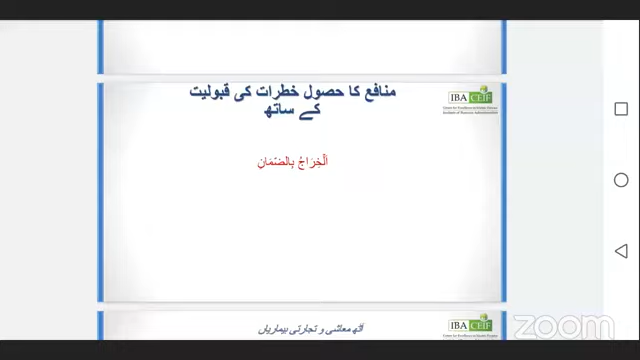 منافع کا حصول خطرات کی قبولیت
کے ساتھ
IBA CEIF
اَلْخِرَاجُ بِالضَّمَانِ
آٹھ معاشی و تجارتی بیماریاں
IBA CEIF
zoom